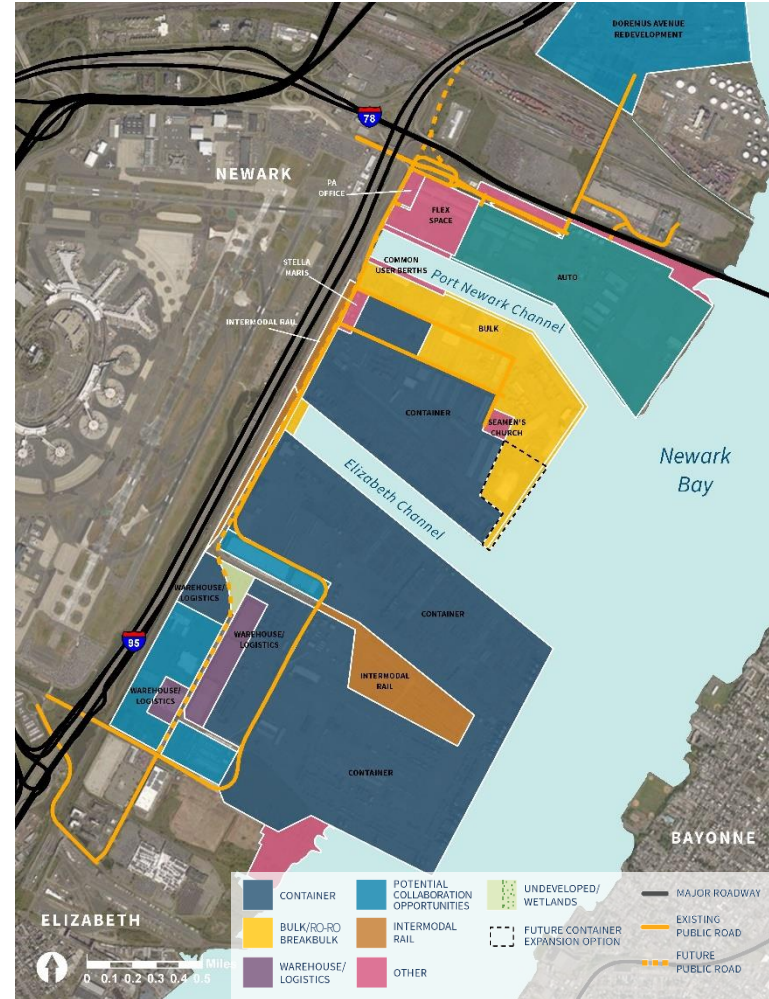 DOREMUS AVENUE
REDEVELOPMENT
78
NEWARK
PA
OFFICE
FLEX
SPACE
STELLA
MARIS
COMMON
USER BERTHS
AUTO
Port Newark Channel
INTERMODAL RAIL
BULK
CONTAINER
SEAMEN'S
CHURCH
Newark
Bay
Elizabeth Channel
WAREHOUSE/
LOGISTICS
CONTAINER
WAREHOUSE/
LOGISTICS
95
INTERMODAL
RAIL
WAREHOUSE/
LOGISTICS
CONTAINER
BAYONNE
ELIZABETH
Miles
0 0.1 0.2 0.3 0.4 0.5
CONTAINER
BULK/RO-RO
BREAKBULK
WAREHOUSE/
LOGISTICS
POTENTIAL
COLLABORATION
OPPORTUNITIES
INTERMODAL
RAIL
OTHER
UNDEVELOPED/
WETLANDS
FUTURE CONTAINER
EXPANSION OPTION
MAJOR ROADWAY
EXISTING
PUBLIC ROAD
FUTURE
PUBLIC ROAD